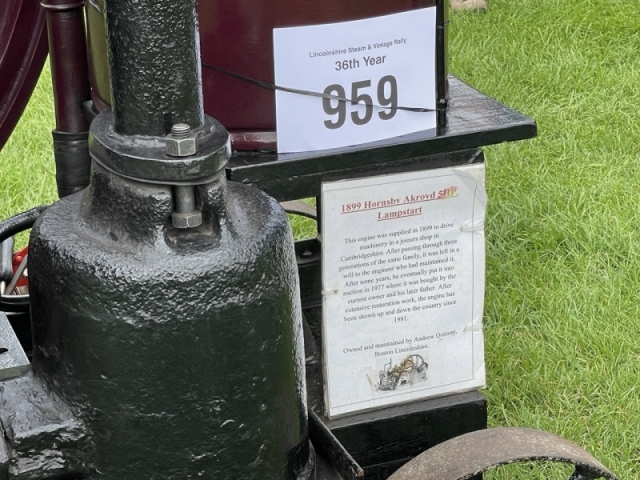 Lincolnshire Steam & Vintage Rally
36th Year
959
1899 Hornsby Akroyd 5HP
Lampstart
This engine was supplied in 1899 to drive
machinery in a joiners shop in
Cambridgeshire. After passing through three
generations of the same family, it was left in a
will to the engineer who had maintained it.
After some years, he eventually put it into
auction in 1977 where it was bought by the
current owner and his later father. After
extensive restoration work, the engine has
been shown up and down the country since
1981.
Owned and maintained by Andrew
Boston Lincolnshire.